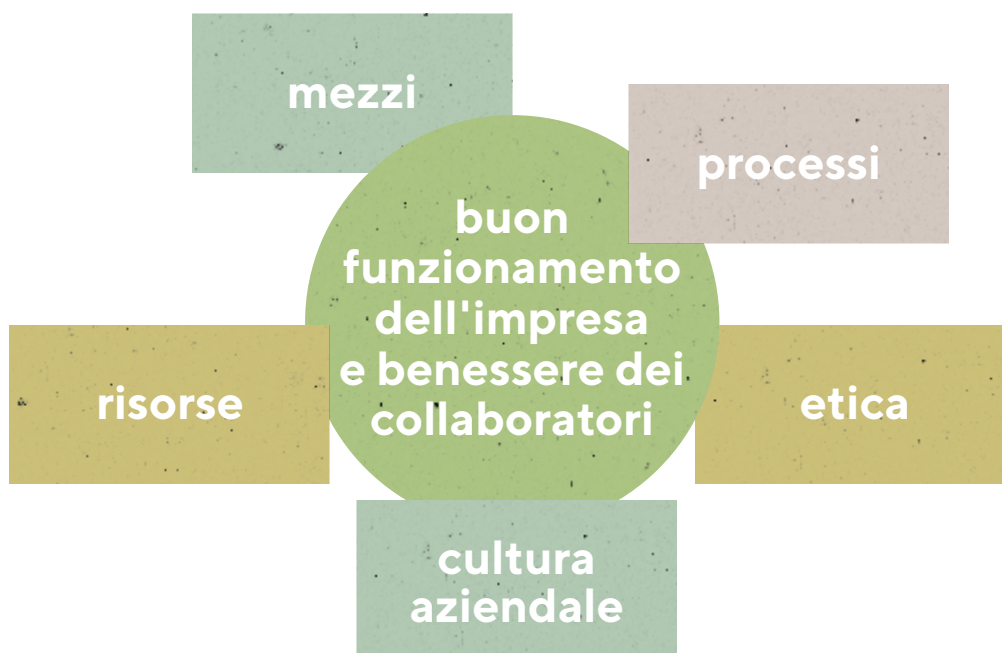 mezzi
processi
buon
funzionamento
dell'impresa
e benessere dei
collaboratori
risorse
etica
cultura
aziendale